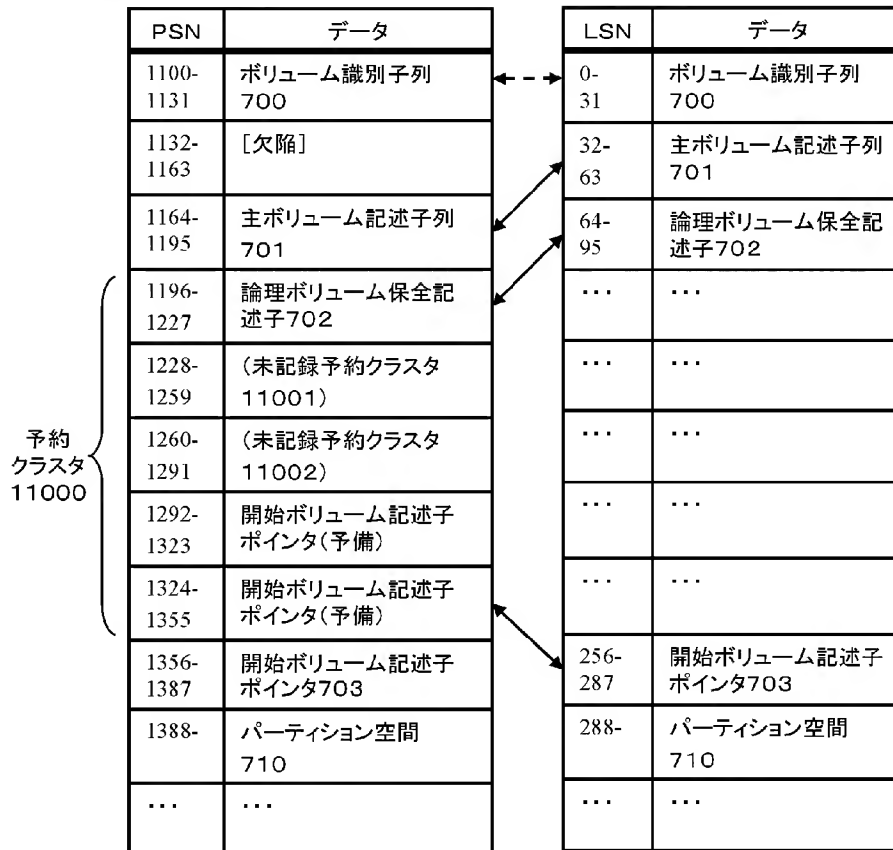 PSN データ
1100- ボリューム識別子列
1131 700
1132- [欠陥]
1163
1164- 主ボリューム記述子列
1195 701
1196- 論理ボリューム保全記
1227 述子702
1228- (未記録予約クラスタ
1259 11001)
1260- (未記録予約クラスタ
1291 11002)
1292- 開始ボリューム記述子
1323 ポインタ(予備)
1324- 開始ボリューム記述子
1355 ポインタ(予備)
1356- 開始ボリューム記述子
1387 ポインタ703
1388- パーティション空間
710
... ...
予約
クラスタ
11000
LSN データ
0- ボリューム識別子列
31 700
32- 主ボリューム記述子列
63 701
64- 論理ボリューム保全記
95 述子702
... ...
... ...
... ...
... ...
... ...
256- 開始ボリューム記述子
287 ポインタ703
288- パーティション空間
710
... ...